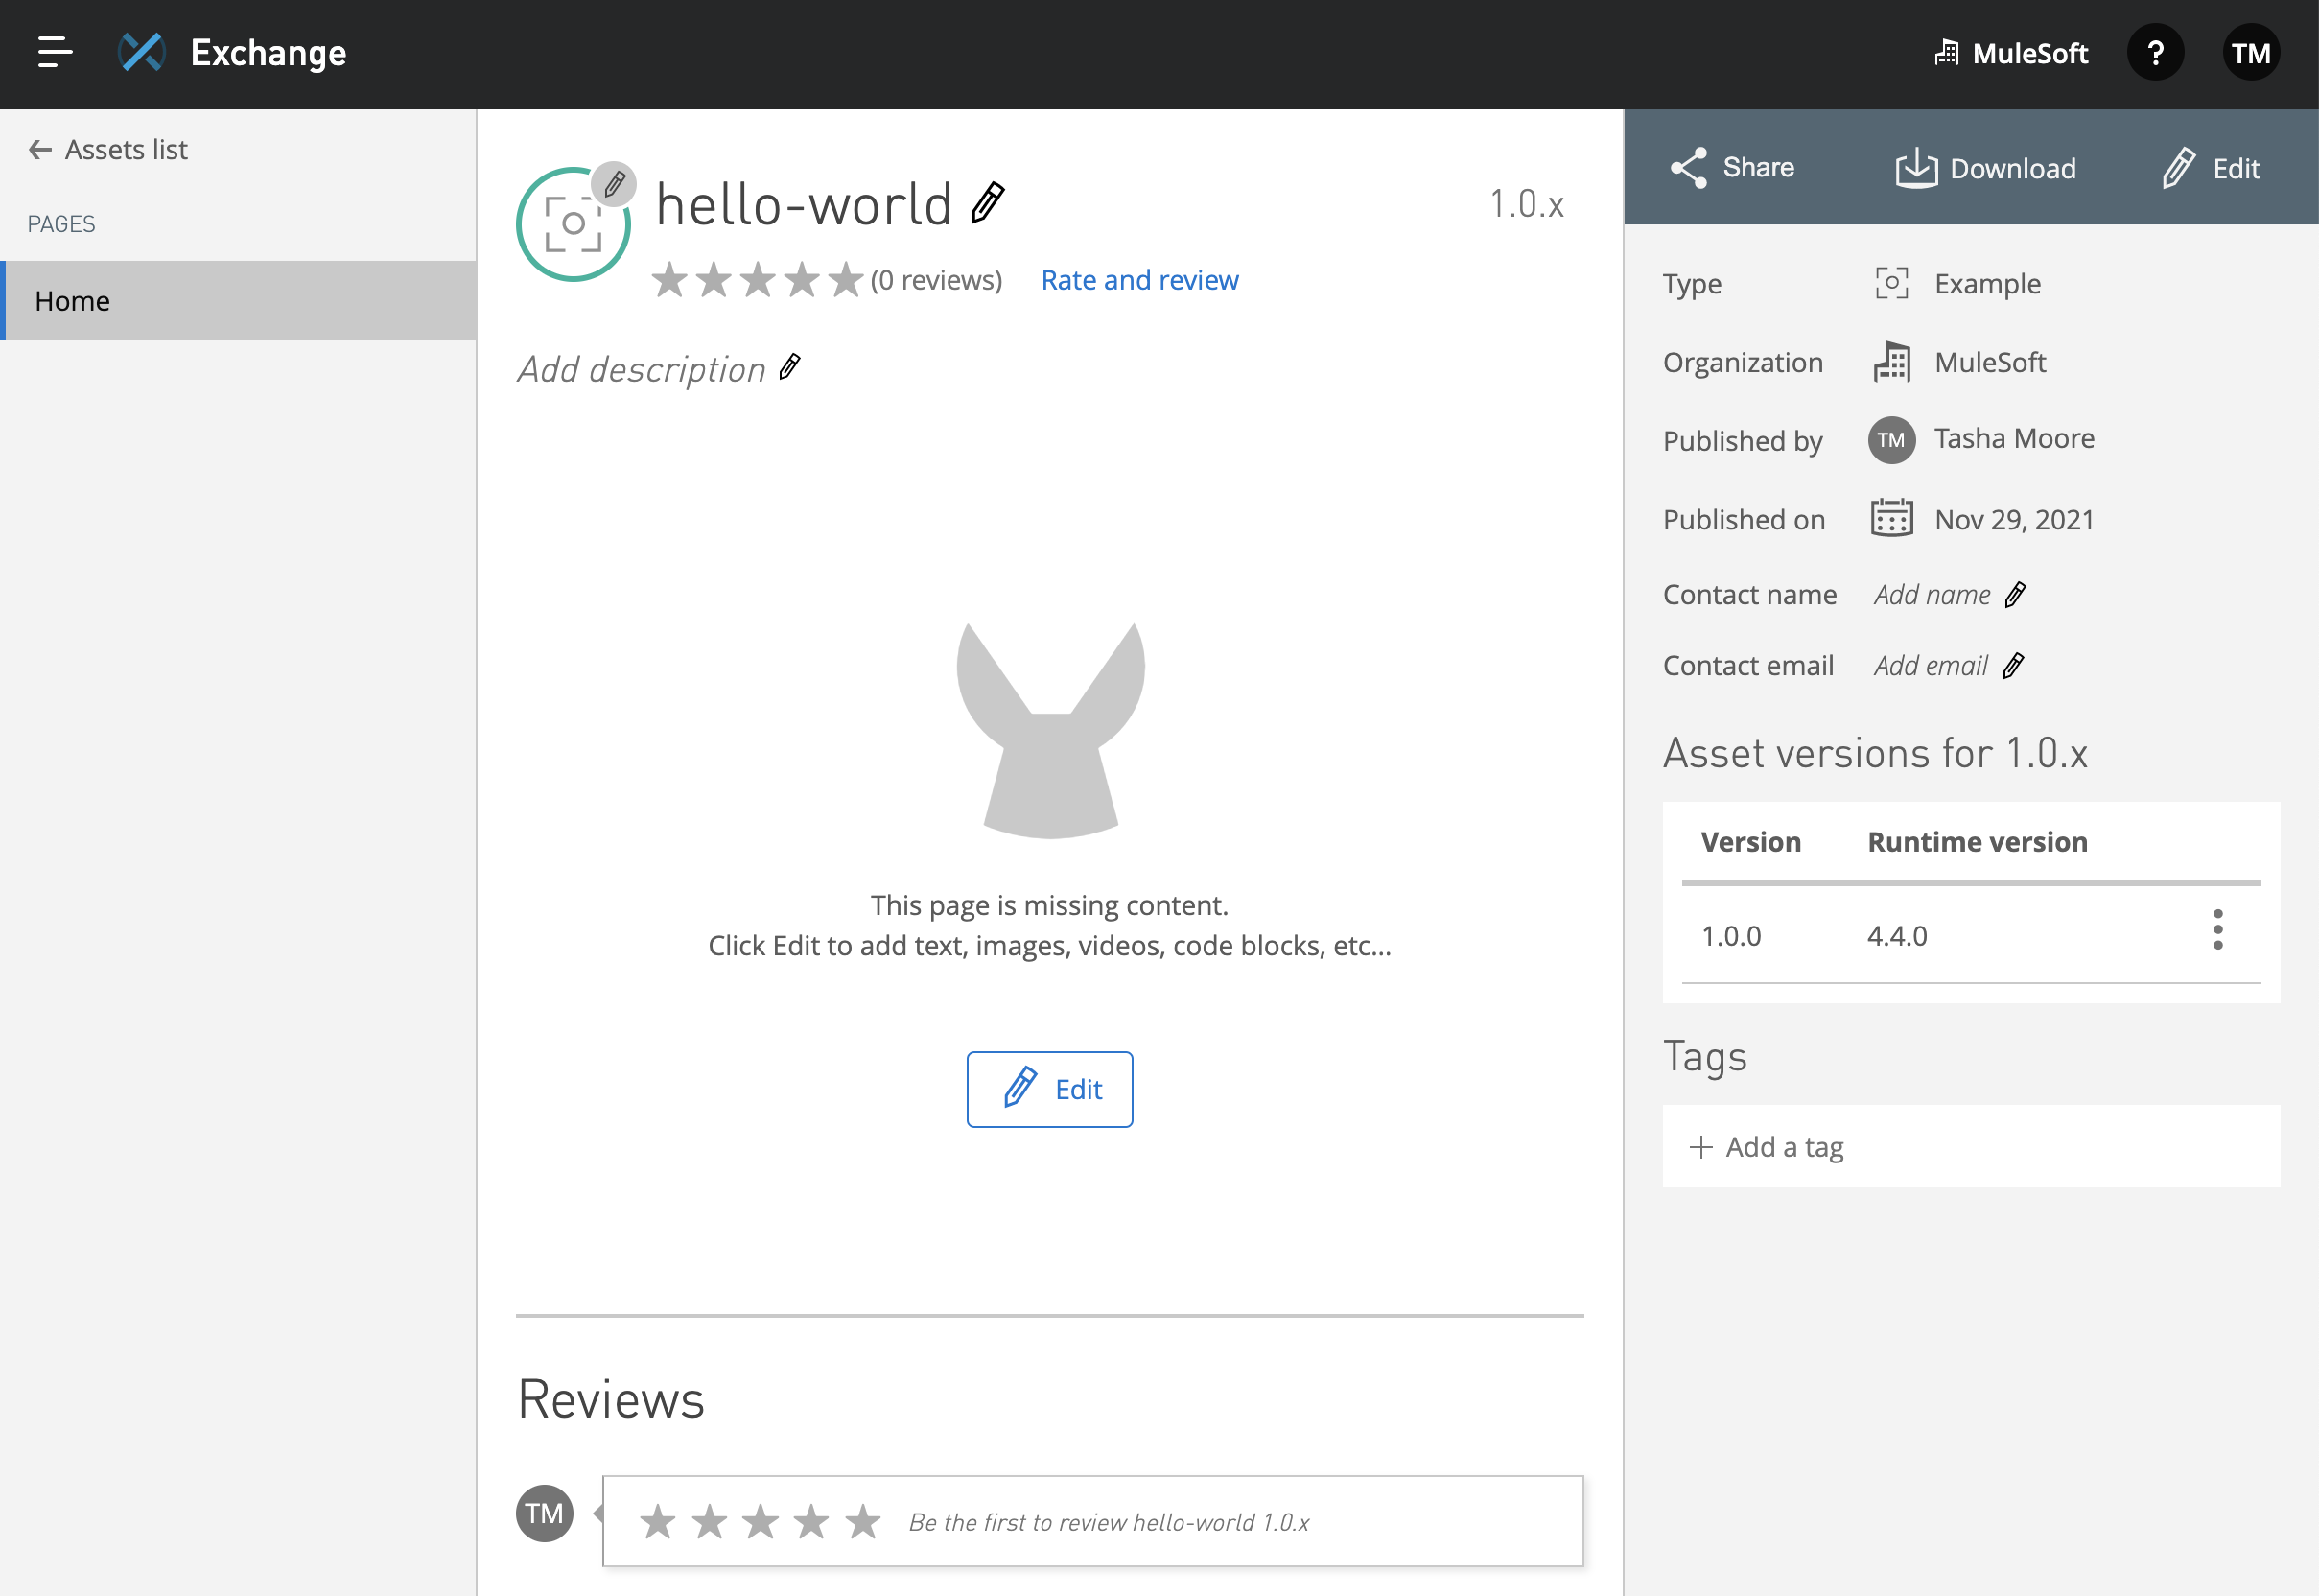 Exchange
MuleSoft
?
TM
Assets list
PAGES
Home
hello-world
1.0.x
(0 reviews)
Rate and review
Add description
This page is missing content.
Click Edit to add text, images, videos, code blocks, etc...
Edit
Reviews
TM
Be the first to review hello-world 1.0.x
Share
Download
Edit
Type
Example
Organization
MuleSoft
Published by
TM
Tasha Moore
Published on
Nov 29, 2021
Contact name
Add name
Contact email
Add email
Asset versions for 1.0.x
Version
Runtime version
1.0.0
4.4.0
Tags
+ Add a tag